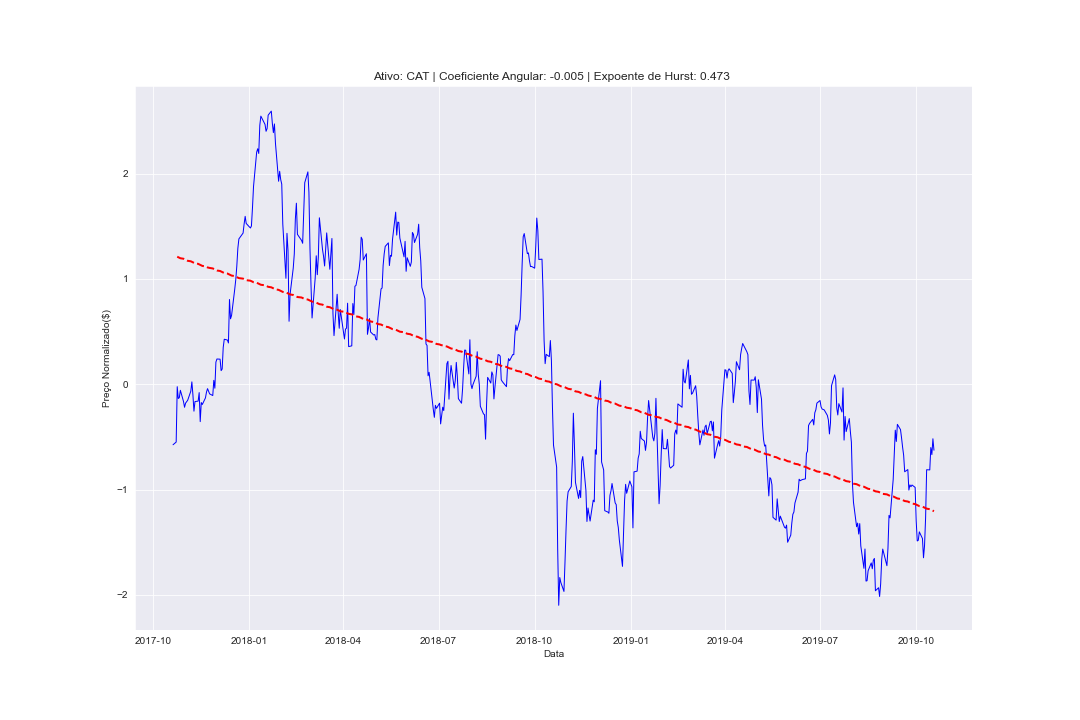 Ativo: CAT | Coeficiente Angular: -0.005 | Expoente de Hurst: 0.473
Preço Normalizado($)
2
1
0
−1
−2
2017-10 2018-01 2018-04 2018-07 2018-10 2019-01 2019-04 2019-07 2019-10
Data